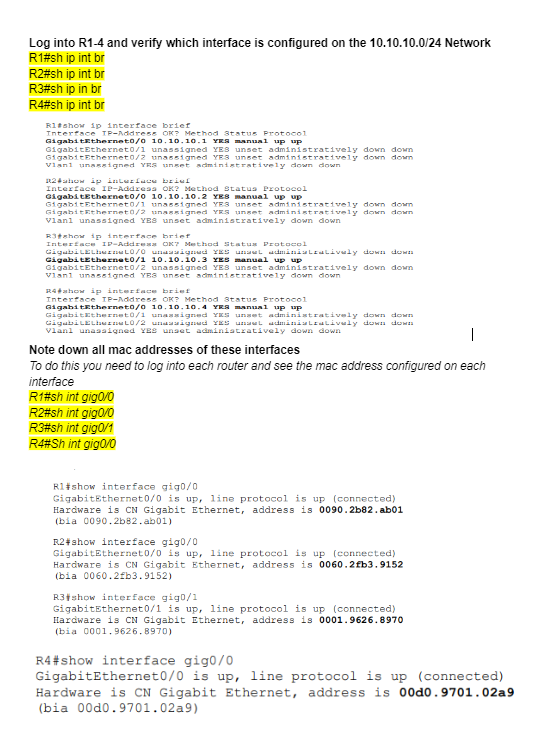 Log into R1-4 and verify which interface is configured on the 10.10.10.0/24 Network
R1#sh ip int br
R2#sh ip int br
R3#sh ip in br
R4#sh ip int br
R1#show ip interface brief
Interface IP-Address OK? Method Status Protocol
GigabitEthernet0/0 10.10.10.1 YES manual up up
GigabitEthernet0/1 unassigned YES unset administratively down down
GigabitEthernet0/2 unassigned YES unset administratively down down
Vlan1 unassigned YES unset administratively down down
R2#show ip interface brief
Interface IP-Address OK? Method Status Protocol
GigabitEthernet0/0 10.10.10.2 YES manual up up
GigabitEthernet0/1 unassigned YES unset administratively down down
GigabitEthernet0/2 unassigned YES unset administratively down down
Vlan1 unassigned YES unset administratively down down
R3#show ip interface brief
Interface IP-Address OK? Method Status Protocol
GigabitEthernet0/0 unassigned YES unset administratively down down
GigabitEthernet0/1 10.10.10.3 YES manual up up
GigabitEthernet0/2 unassigned YES unset administratively down down
Vlan1 unassigned YES unset administratively down down
R4#show ip interface brief
Interface IP-Address OK? Method Status Protocol
GigabitEthernet0/0 10.10.10.4 YES manual up up
GigabitEthernet0/1 unassigned YES unset administratively down down
GigabitEthernet0/2 unassigned YES unset administratively down down
Vlan1 unassigned YES unset administratively down down
Note down all mac addresses of these interfaces
To do this you need to log into each router and see the mac address configured on each
interface
R1#sh int gig0/0
R2#sh int gig0/0
R3#sh int gig0/1
R4#Sh int gig0/0
R1#show interface gig0/0
GigabitEthernet0/0 is up, line protocol is up (connected)
Hardware is CN Gigabit Ethernet, address is 0090.2b82.ab01
(bia 0090.2b82.ab01)
R2#show interface gig0/0
GigabitEthernet0/0 is up, line protocol is up (connected)
Hardware is CN Gigabit Ethernet, address is 0060.2fb3.9152
(bia 0060.2fb3.9152)
R3#show interface gig0/1
GigabitEthernet0/1 is up, line protocol is up (connected)
Hardware is CN Gigabit Ethernet, address is 0001.9626.8970
(bia 0001.9626.8970)
R4#show interface gig0/0
GigabitEthernet0/0 is up, line protocol is up (connected)
Hardware is CN Gigabit Ethernet, address is 00d0.9701.02a9
(bia 00d0.9701.02a9)